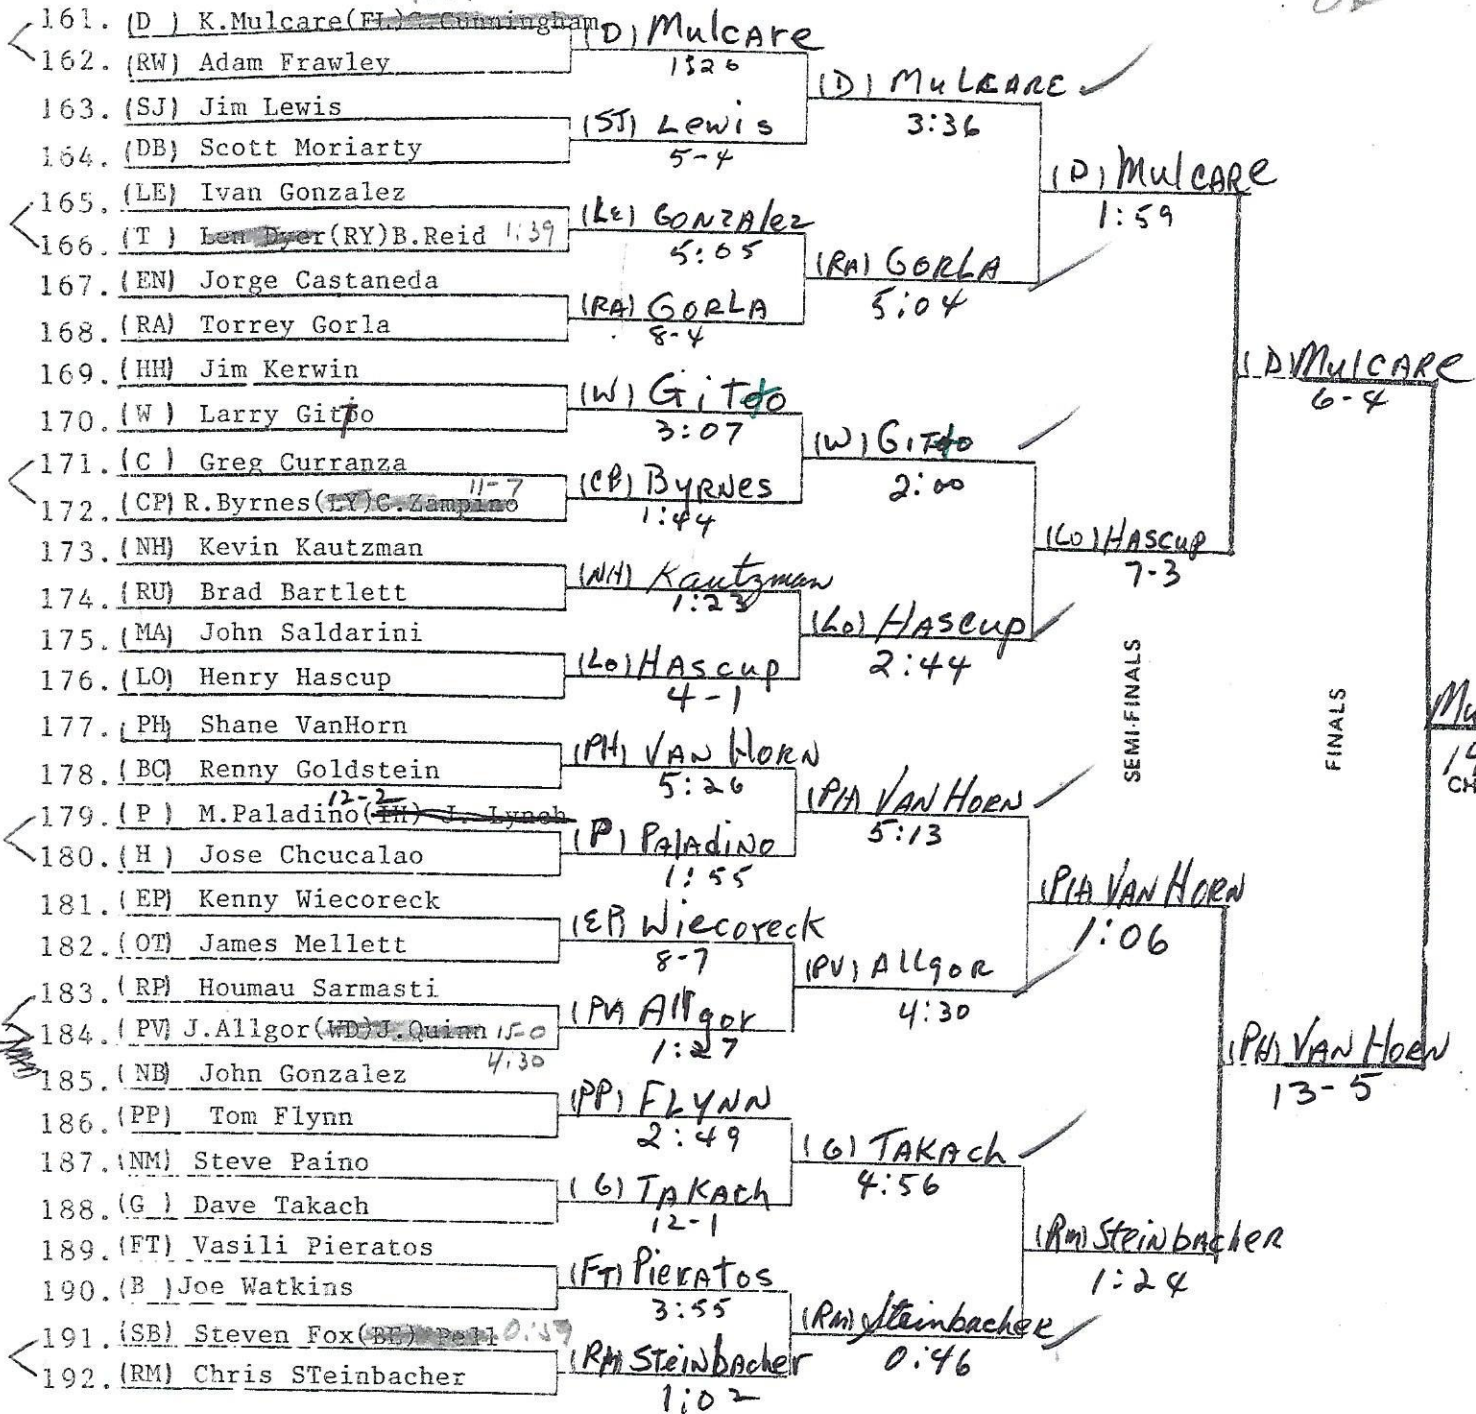 161. (D ) K.Mulcare(FL) Cunningham
162. (RW) Adam Frawley
163. (SJ) Jim Lewis
164. (DB) Scott Moriarty
165. (LE) Ivan Gonzalez
166. (T ) Len Dyer(RY)B.Reid 1:39
167. (EN) Jorge Castaneda
168. (RA) Torrey Gorla
169. (HH) Jim Kerwin
170. (W ) Larry Gitto
171. (C ) Greg Curranza
11-7
172. (CP) R.Byrnes(LY)C.Zampino
173. (NH) Kevin Kautzman
174. (RU) Brad Bartlett
175. (MA) John Saldarini
176. (LO) Henry Hascup
177. (PH) Shane VanHorn
178. (BC) Renny Goldstein
12-2
179. (P ) M.Paladino(IH) J. Lynch
180. (H ) Jose Chcucalao
181. (EP) Kenny Wiecoreck
182. (OT) James Mellett
183. (RP) Houmau Sarmasti
184. (PV) J.Allgor(WD)J.Quinn 15-0
4:30
185. (NB) John Gonzalez
186. (PP) Tom Flynn
187. (NM) Steve Paino
188. (G ) Dave Takach
189. (FT) Vasili Pieratos
190. (B )Joe Watkins
191. (SB) Steven Fox(BE) Pell 0:59
192. (RM) Chris STeinbacher
(D) Mulcare
1:26
(SJ) Lewis
5-4
(LE) Gonzalez
5:05
(RA) Gorla
8-4
(W) Gitto
3:07
(CP) Byrnes
1:44
(NH) Kautzman
1:23
(Lo) Hascup
4-1
(PH) Van Horn
5:26
(P) Paladino
1:55
(EP) Wiecoreck
8-7
(PV) Allgor
1:27
(PP) Flynn
2:49
(G) Takach
12-1
(FT) Pieratos
3:55
(RM) Steinbacher
1:02
(D) Mulcare
3:36
(RA) Gorla
5:04
(W) Gitto
2:00
(Lo) Hascup
2:44
(PH) Van Horn
5:13
(PV) Allgor
4:30
(G) Takach
4:56
(RM) Steinbacher
0:46
(D) Mulcare
1:59
(Lo) Hascup
7-3
(PH) Van Horn
1:06
(RM) Steinbacher
1:24
SEMI-FINALS
(D) Mulcare
6-4
(PH) Van Horn
13-5
FINALS
Mu
CH